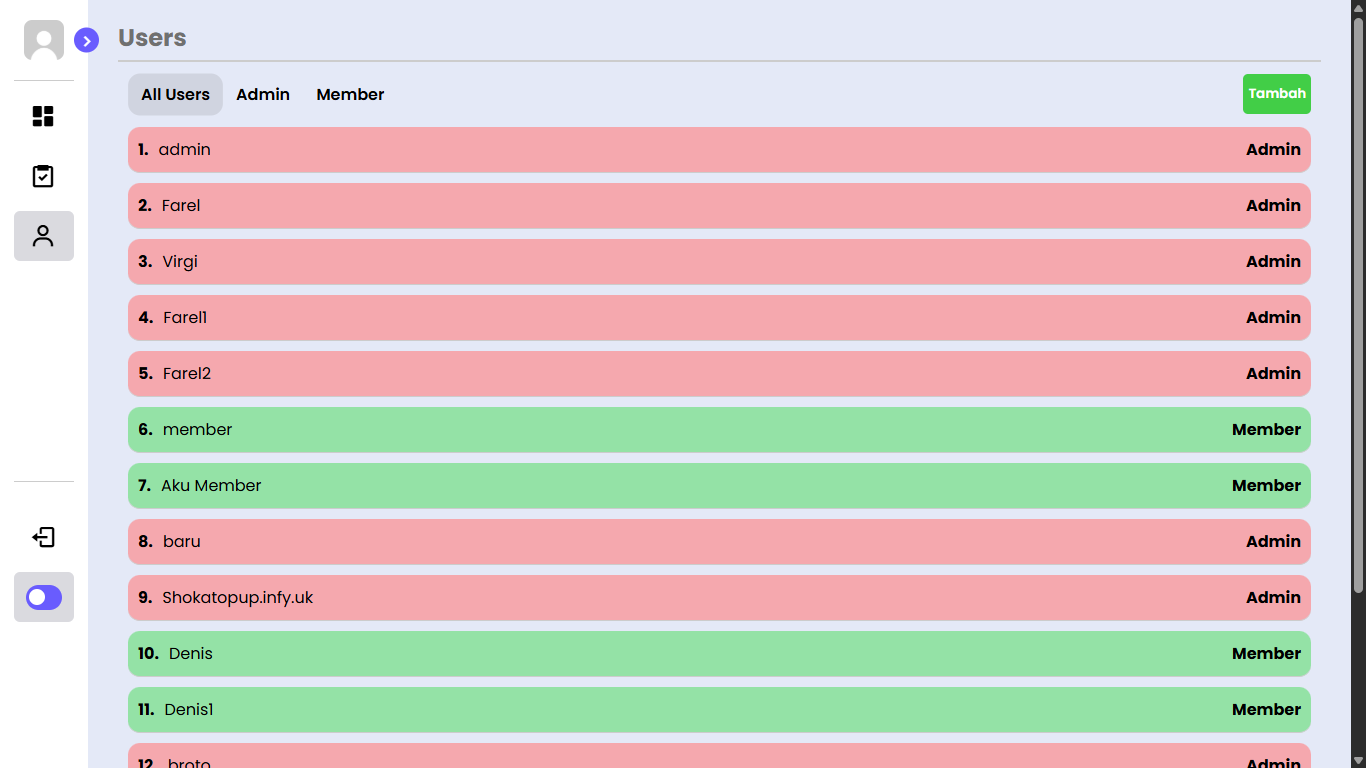 Users
All Users Admin Member Tambah
1. admin Admin
2. Farel Admin
3. Virgi Admin
4. Farel1 Admin
5. Farel2 Admin
6. member Member
7. Aku Member Member
8. baru Admin
9. Shokatopup.infy.uk Admin
10. Denis Member
11. Denis1 Member
12. broto Admin